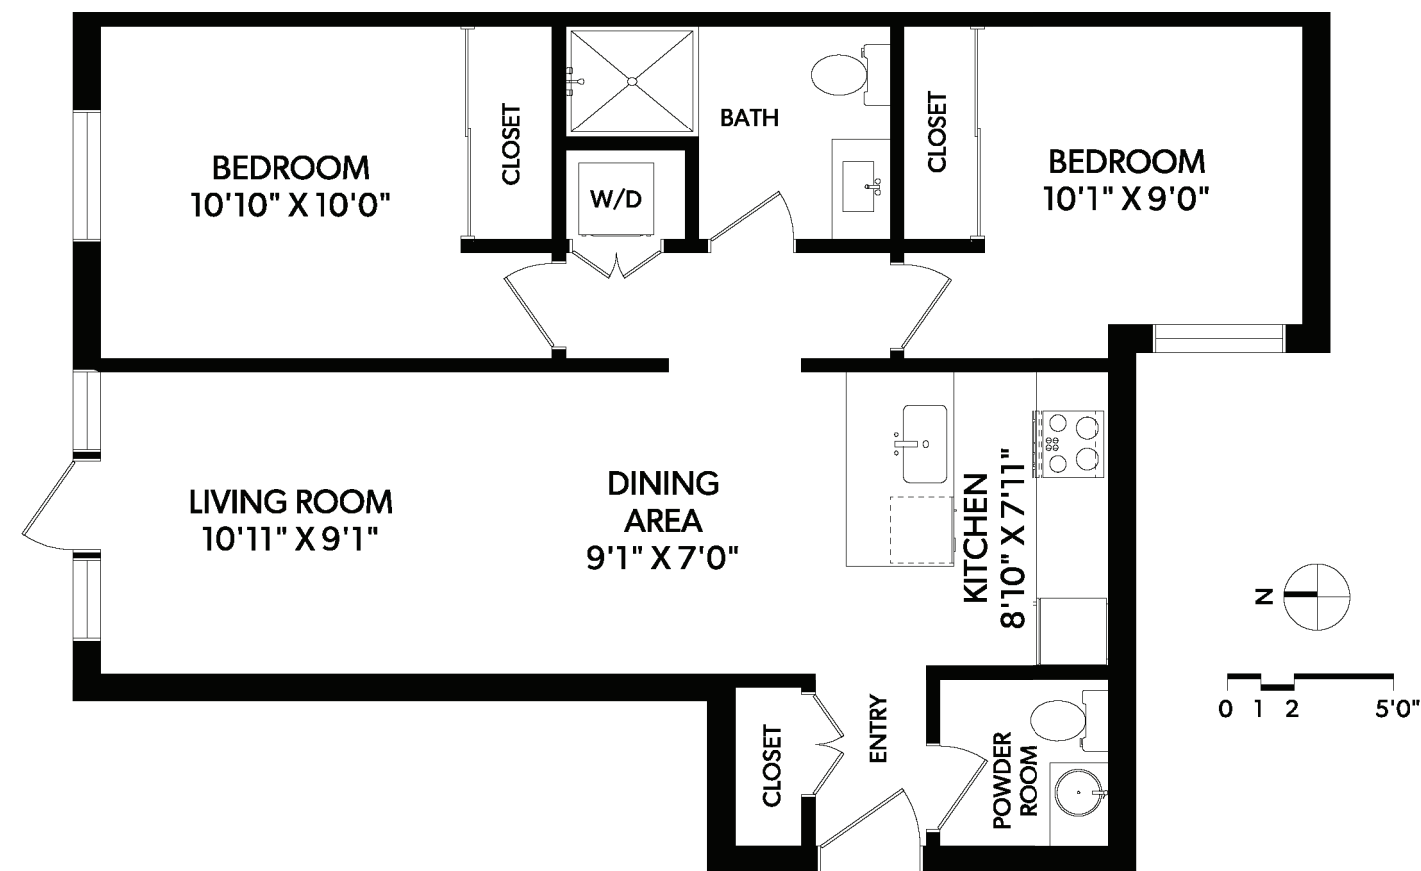 BEDROOM
10'10" X 10'0"
CLOSET
W/D
BATH
CLOSET
BEDROOM
10'1" X 9'0"
LIVING ROOM
10'11" X 9'1"
DINING
AREA
9'1" X 7'0"
KITCHEN
8'10" X 7'11"
CLOSET
ENTRY
POWDER
ROOM
N
0 1 2 5'0"